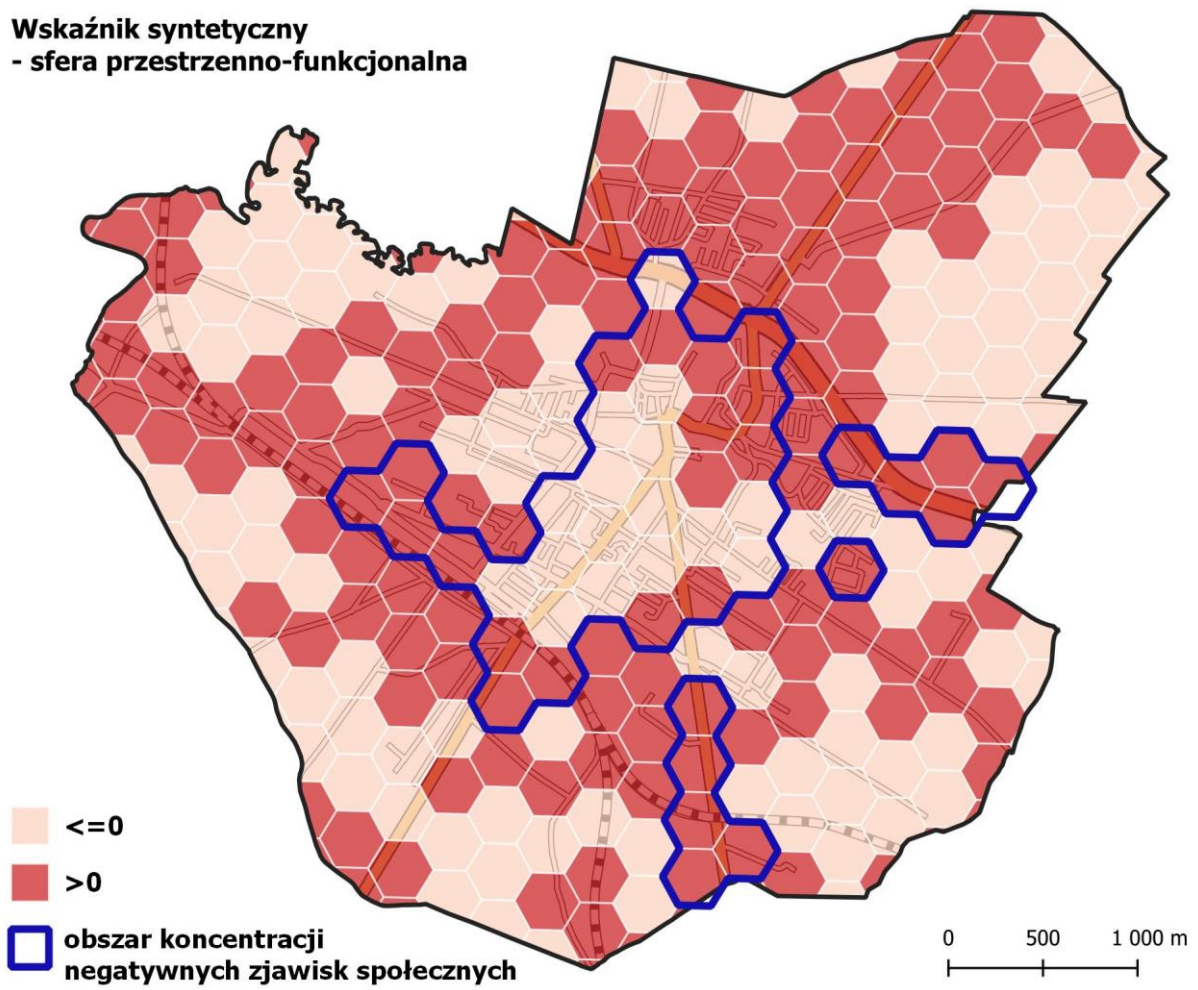 Wskaźnik syntetyczny
- sfera przestrzenno-funkcjonalna
<=0
>0
obszar koncentracji
negatywnych zjawisk społecznych
0 500 1 000 m